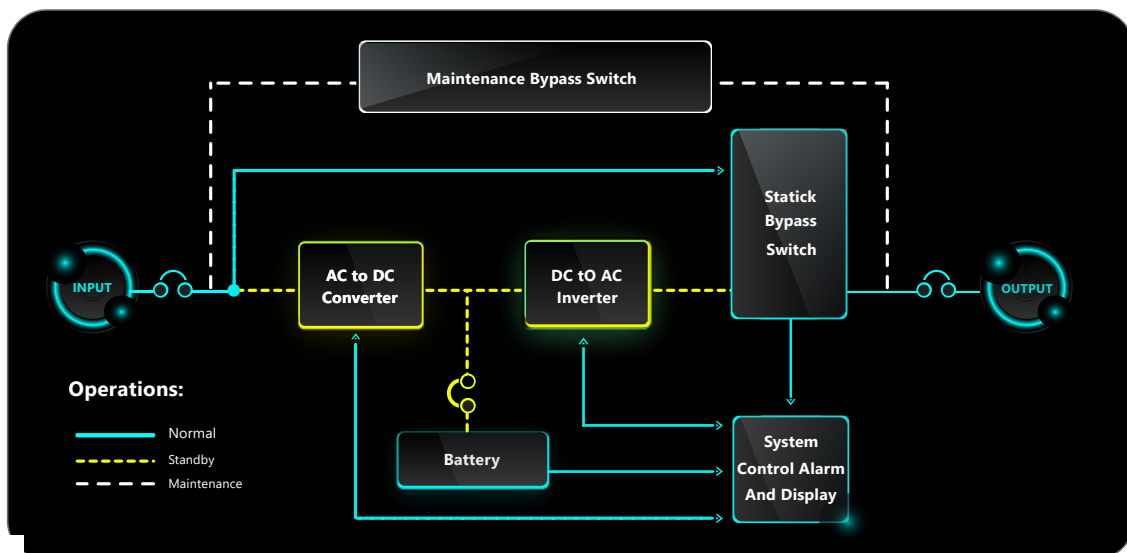 Maintenance Bypass Switch
Statick
Bypass
Switch
AC to DC
Converter
DC tO AC
Inverter
INPUT
OUTPUT
Operations:
Normal
Standby
Maintenance
Battery
System
Control Alarm
And Display